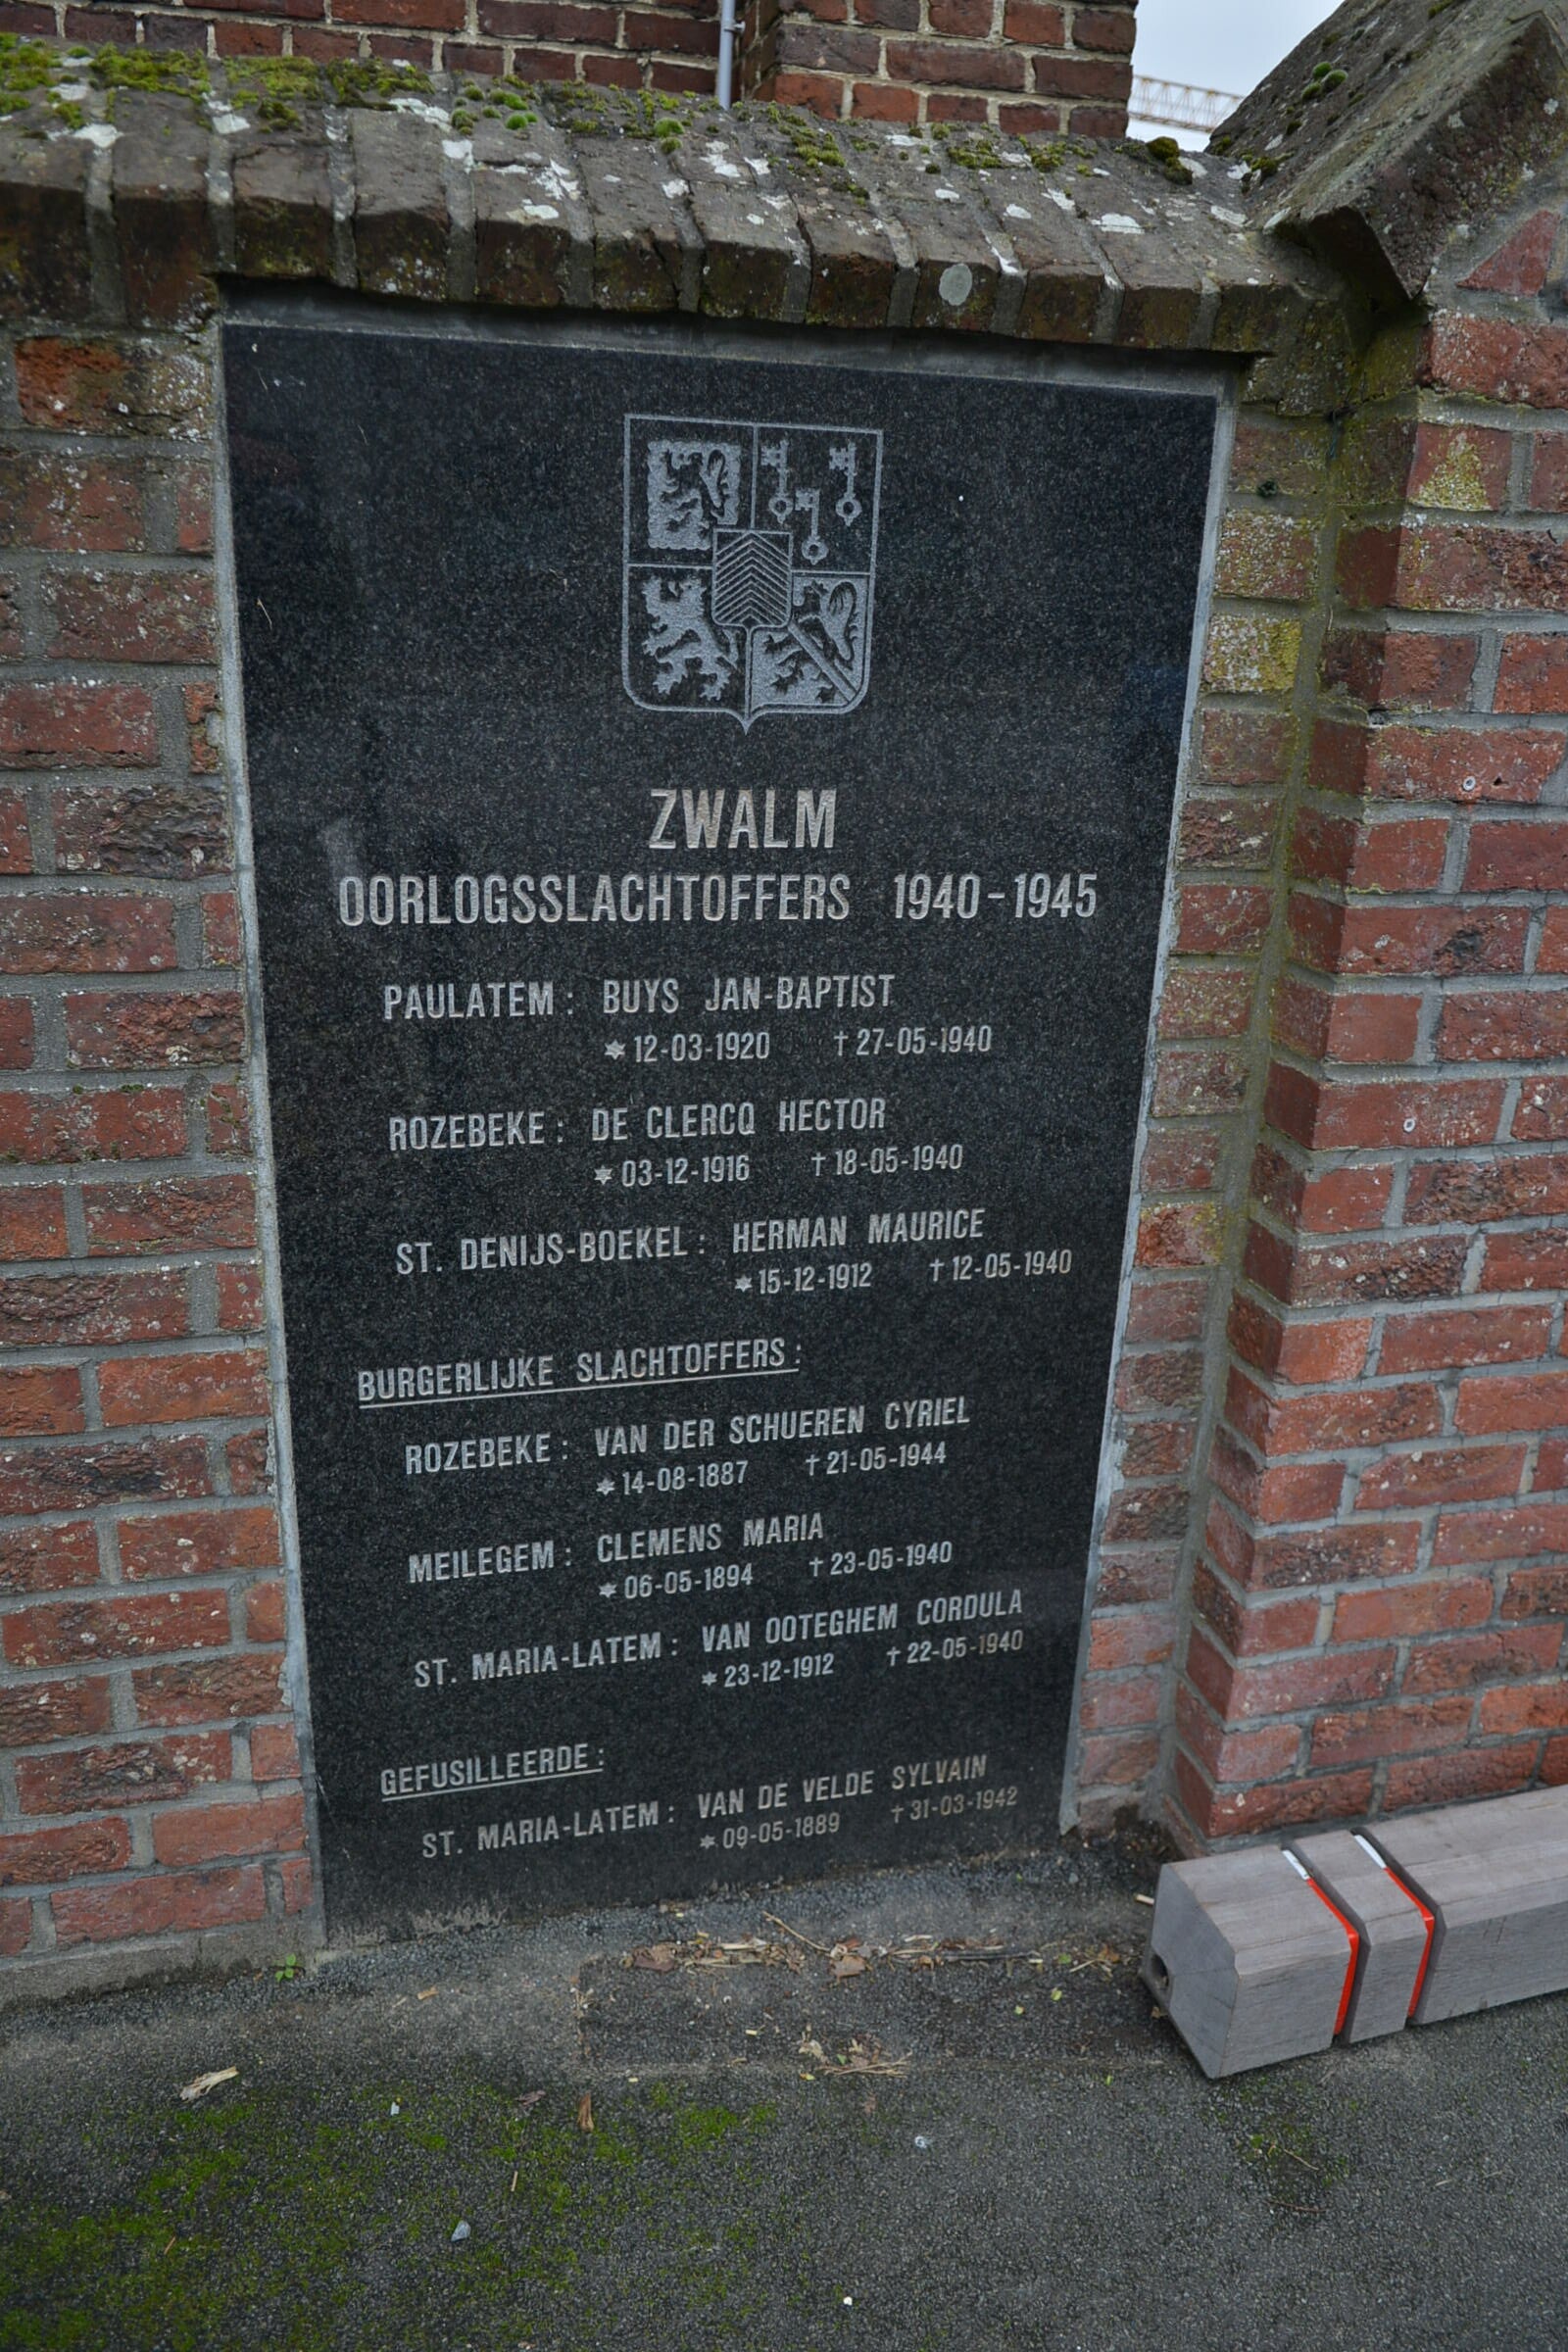 ZWALM
OORLOGSSLACHTOFFERS 1940-1945
PAULATEM: BUYS JAN-BAPTIST
✶ 12-03-1920 † 27-05-1940
ROZEBEKE: DE CLERCQ HECTOR
✶ 03-12-1916 † 18-05-1940
ST. DENIJS-BOEKEL: HERMAN MAURICE
✶ 15-12-1912 † 12-05-1940
BURGERLIJKE SLACHTOFFERS:
ROZEBEKE: VAN DER SCHUEREN CYRIEL
✶ 14-08-1887 † 21-05-1944
MEILEGEM: CLEMENS MARIA
✶ 06-05-1894 † 23-05-1940
ST. MARIA-LATEM: VAN OOTEGHEM CORDULA
✶ 23-12-1912 † 22-05-1940
GEFUSILLEERDE:
ST. MARIA-LATEM: VAN DE VELDE SYLVAIN
✶ 09-05-1889 † 31-03-1942